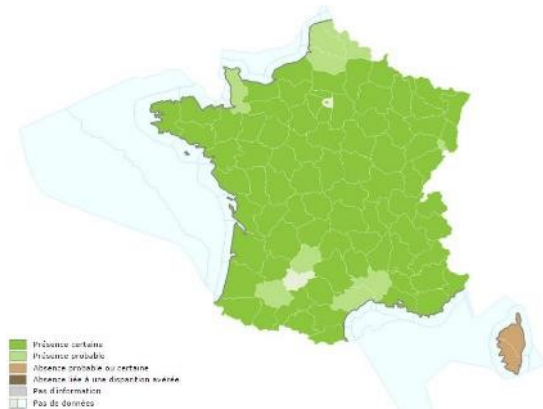 Présence certaine
Présence probable
Absence probable ou certaine
Absence liée à une disparition avérée
Pas d'information
Pas de données